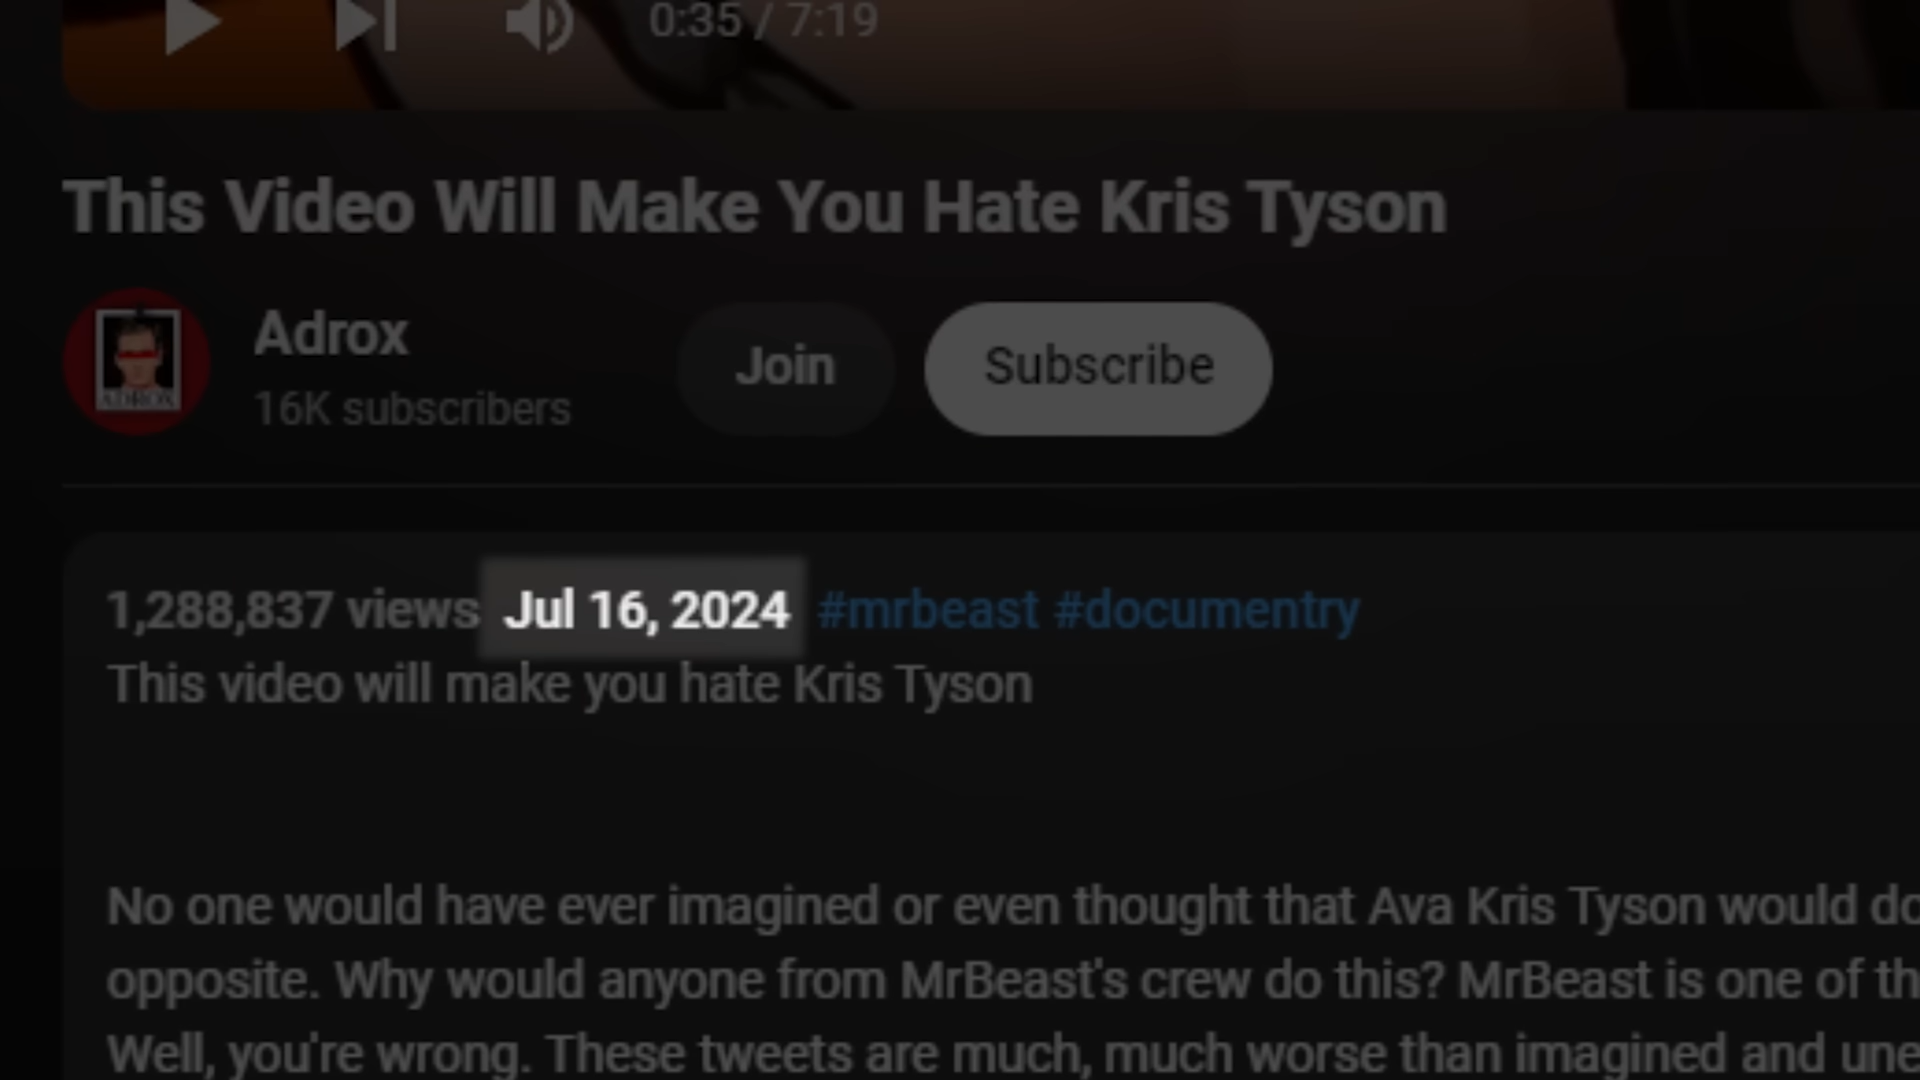 0:35 / 7:19
This Video Will Make You Hate Kris Tyson
Adrox
16K subscribers
Join
Subscribe
ADROX
1,288,837 views Jul 16, 2024 #mrbeast #documentry
This video will make you hate Kris Tyson
No one would have ever imagined or even thought that Ava Kris Tyson would do
opposite. Why would anyone from MrBeast's crew do this? MrBeast is one of th
Well, you're wrong. These tweets are much, much worse than imagined and une